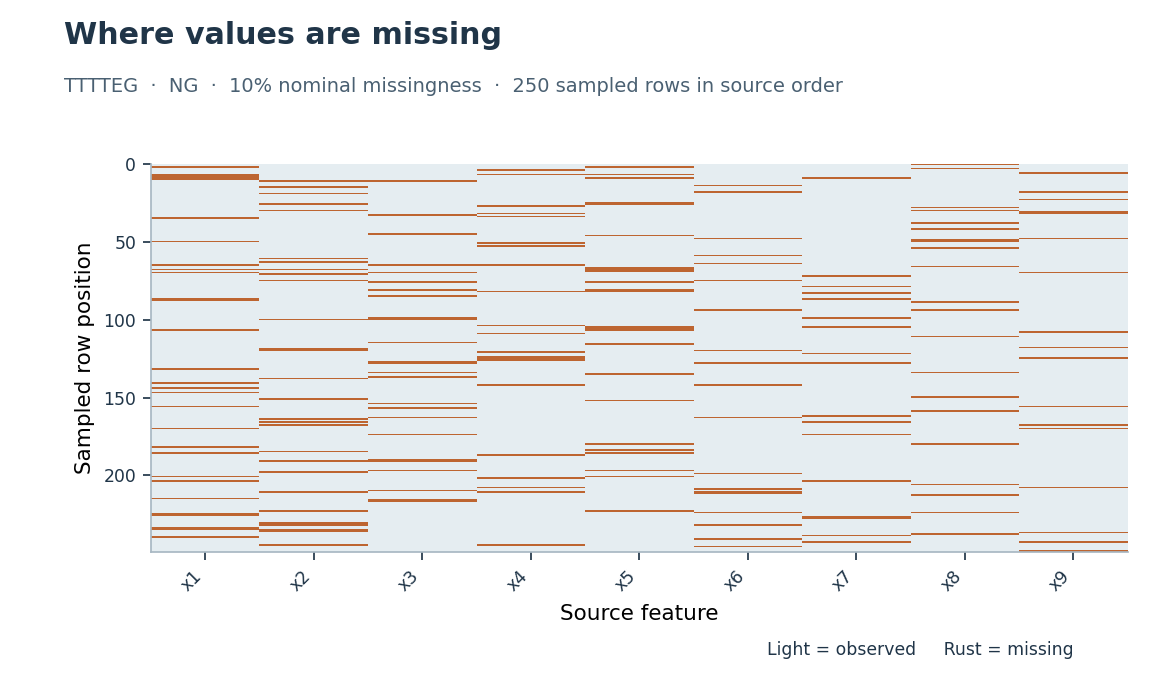 Where values are missing
TTTTEG · NG · 10% nominal missingness · 250 sampled rows in source order
0
50
100
150
200
Sampled row position
x1 x2 x3 x4 x5 x6 x7 x8 x9
Source feature
Light = observed Rust = missing